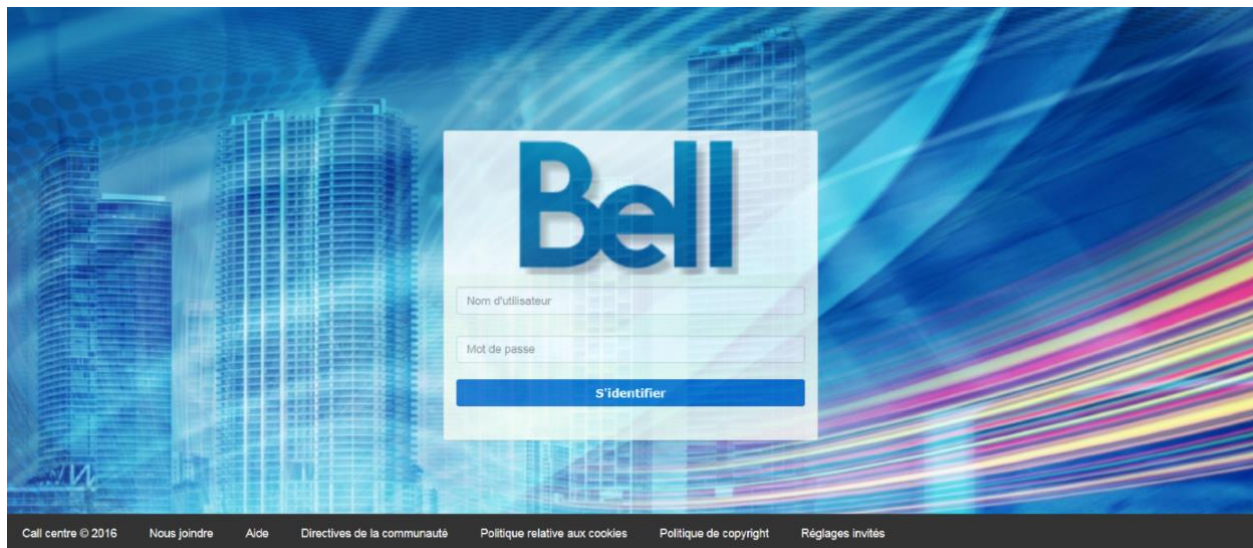 Bell
Nom d'utilisateur
Mot de passe
S'identifier
Call centre © 2016 Nous joindre Aide Directives de la communauté Politique relative aux cookies Politique de copyright Réglages invités